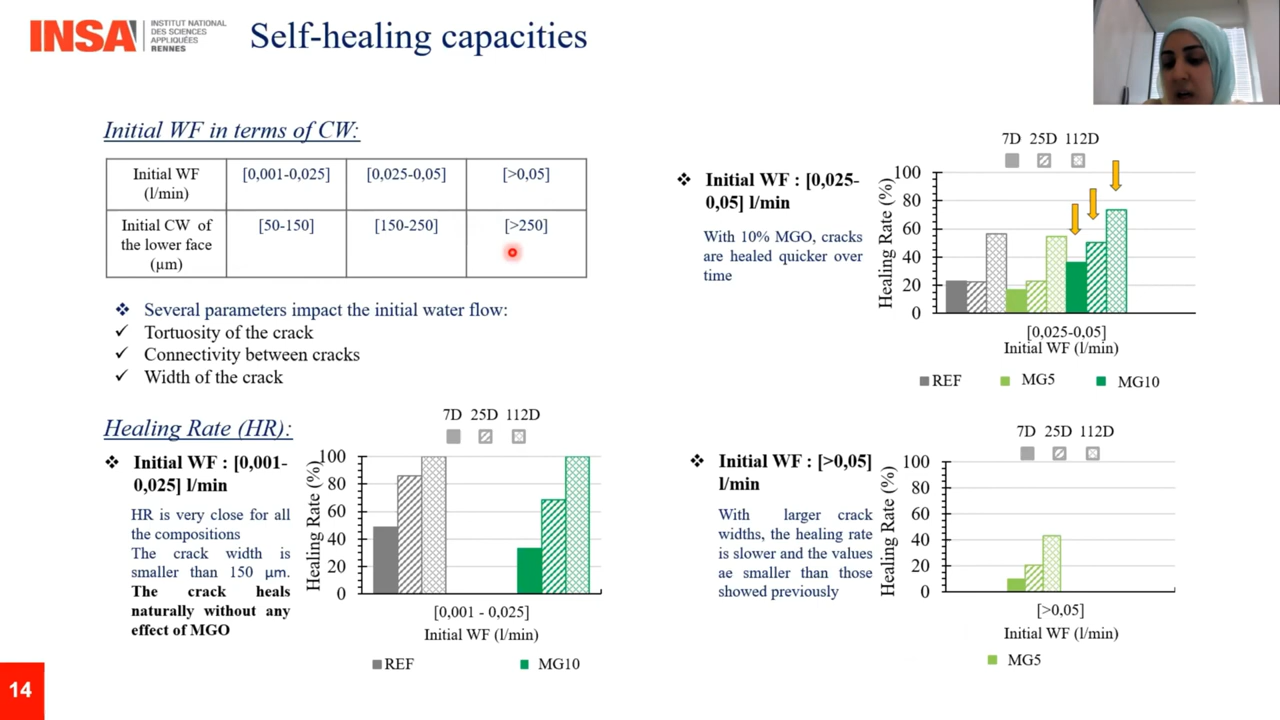 INSA
INSTITUT NATIONAL
DES SCIENCES
APPLIQUÉES
RENNES
Self-healing capacities
Initial WF in terms of CW:
Initial WF
(l/min)
[0,001-0,025]
[0,025-0,05]
[>0,05]
Initial CW of
the lower face
(µm)
[50-150]
[150-250]
[>250]
❖ Several parameters impact the initial water flow:
✓ Tortuosity of the crack
✓ Connectivity between cracks
✓ Width of the crack
Healing Rate (HR):
❖ Initial WF : [0,001-
0,025] l/min
HR is very close for all
the compositions
The crack width is
smaller than 150 µm.
The crack heals
naturally without any
effect of MGO
7D 25D 112D
Healing Rate (%)
100
80
60
40
20
0
[0,001 - 0,025]
Initial WF (l/min)
REF
MG10
❖ Initial WF : [0,025-
0,05] l/min
With 10% MGO, cracks
are healed quicker over
time
7D 25D 112D
Healing Rate (%)
100
80
60
40
20
0
[0,025-0,05]
Initial WF (l/min)
REF
MG5
MG10
❖ Initial WF : [>0,05]
l/min
With larger crack
widths, the healing rate
is slower and the values
ae smaller than those
showed previously
7D 25D 112D
Healing Rate (%)
100
80
60
40
20
0
[>0,05]
Initial WF (l/min)
MG5
14